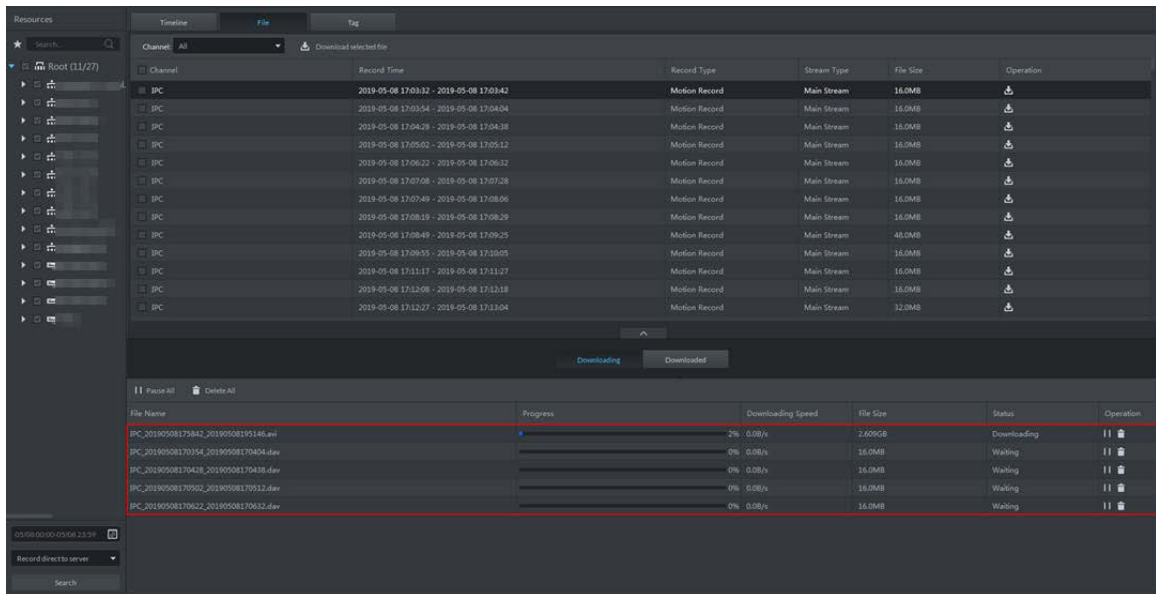 Resources
Search...
Root (11/27)
05/08 00:00-05/08 23:59
Record direct to server
Search
Timeline File Tag
Channel: All Download selected file
Channel Record Time Record Type Stream Type File Size Operation
IPC 2019-05-08 17:03:32 - 2019-05-08 17:03:42 Motion Record Main Stream 16.0MB
IPC 2019-05-08 17:03:54 - 2019-05-08 17:04:04 Motion Record Main Stream 16.0MB
IPC 2019-05-08 17:04:28 - 2019-05-08 17:04:38 Motion Record Main Stream 16.0MB
IPC 2019-05-08 17:05:02 - 2019-05-08 17:05:12 Motion Record Main Stream 16.0MB
IPC 2019-05-08 17:06:22 - 2019-05-08 17:06:32 Motion Record Main Stream 16.0MB
IPC 2019-05-08 17:07:08 - 2019-05-08 17:07:28 Motion Record Main Stream 16.0MB
IPC 2019-05-08 17:07:49 - 2019-05-08 17:08:06 Motion Record Main Stream 16.0MB
IPC 2019-05-08 17:08:19 - 2019-05-08 17:08:29 Motion Record Main Stream 16.0MB
IPC 2019-05-08 17:08:49 - 2019-05-08 17:09:25 Motion Record Main Stream 48.0MB
IPC 2019-05-08 17:09:55 - 2019-05-08 17:10:05 Motion Record Main Stream 16.0MB
IPC 2019-05-08 17:11:17 - 2019-05-08 17:11:27 Motion Record Main Stream 16.0MB
IPC 2019-05-08 17:12:08 - 2019-05-08 17:12:18 Motion Record Main Stream 16.0MB
IPC 2019-05-08 17:12:27 - 2019-05-08 17:13:04 Motion Record Main Stream 32.0MB
Downloading Downloaded
Pause All Delete All
File Name Progress Downloading Speed File Size Status Operation
IPC_20190508175842_20190508195146.avi 2% 0.0B/s 2.609GB Downloading
IPC_20190508170354_20190508170404.dav 0% 0.0B/s 16.0MB Waiting
IPC_20190508170428_20190508170438.dav 0% 0.0B/s 16.0MB Waiting
IPC_20190508170502_20190508170512.dav 0% 0.0B/s 16.0MB Waiting
IPC_20190508170622_20190508170632.dav 0% 0.0B/s 16.0MB Waiting